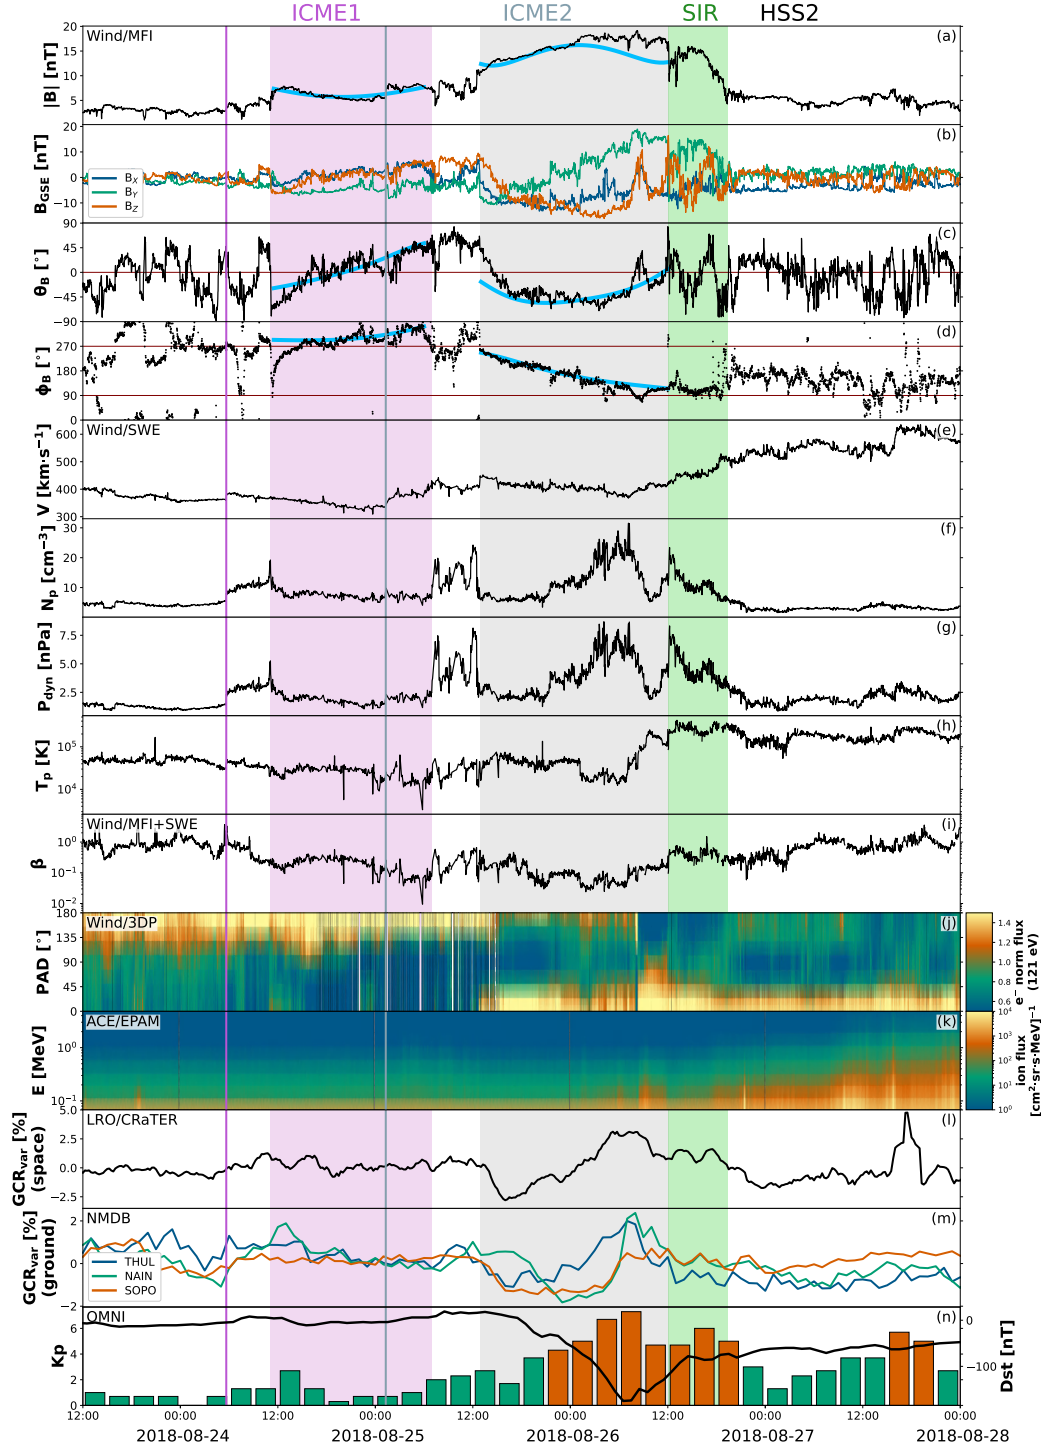 ICME1 ICME2 SIR HSS2
Wind/MFI (a)
|B| [nT]
20
15
10
5
(b)
B_GSE [nT]
20
10
0
−10
B_X
B_Y
B_Z
(c)
θ_B [°]
90
45
0
−45
−90
(d)
ϕ_B [°]
270
180
90
0
Wind/SWE (e)
V [km·s⁻¹]
600
500
400
300
(f)
N_p [cm⁻³]
30
20
10
(g)
P_dyn [nPa]
7.5
5.0
2.5
(h)
T_p [K]
10⁵
10⁴
Wind/MFI+SWE (i)
β
10⁰
10⁻¹
10⁻²
Wind/3DP (j)
PAD [°]
180
135
90
45
0
1.4
1.2
1.0
0.8
0.6
e⁻ norm flux
(121 eV)
ACE/EPAM (k)
E [MeV]
10⁰
10⁻¹
10⁴
10³
10²
10¹
10⁰
ion flux
[cm²·sr·s·MeV]⁻¹
LRO/CRaTER (l)
GCR_var [%]
(space)
5.0
2.5
0.0
−2.5
NMDB (m)
GCR_var [%]
(ground)
2
0
−2
THUL
NAIN
SOPO
OMNI (n)
Kp
6
4
2
0
0
−100
Dst [nT]
12:00 00:00 12:00 00:00 12:00 00:00 12:00 00:00 12:00 00:00
2018-08-24 2018-08-25 2018-08-26 2018-08-27 2018-08-28